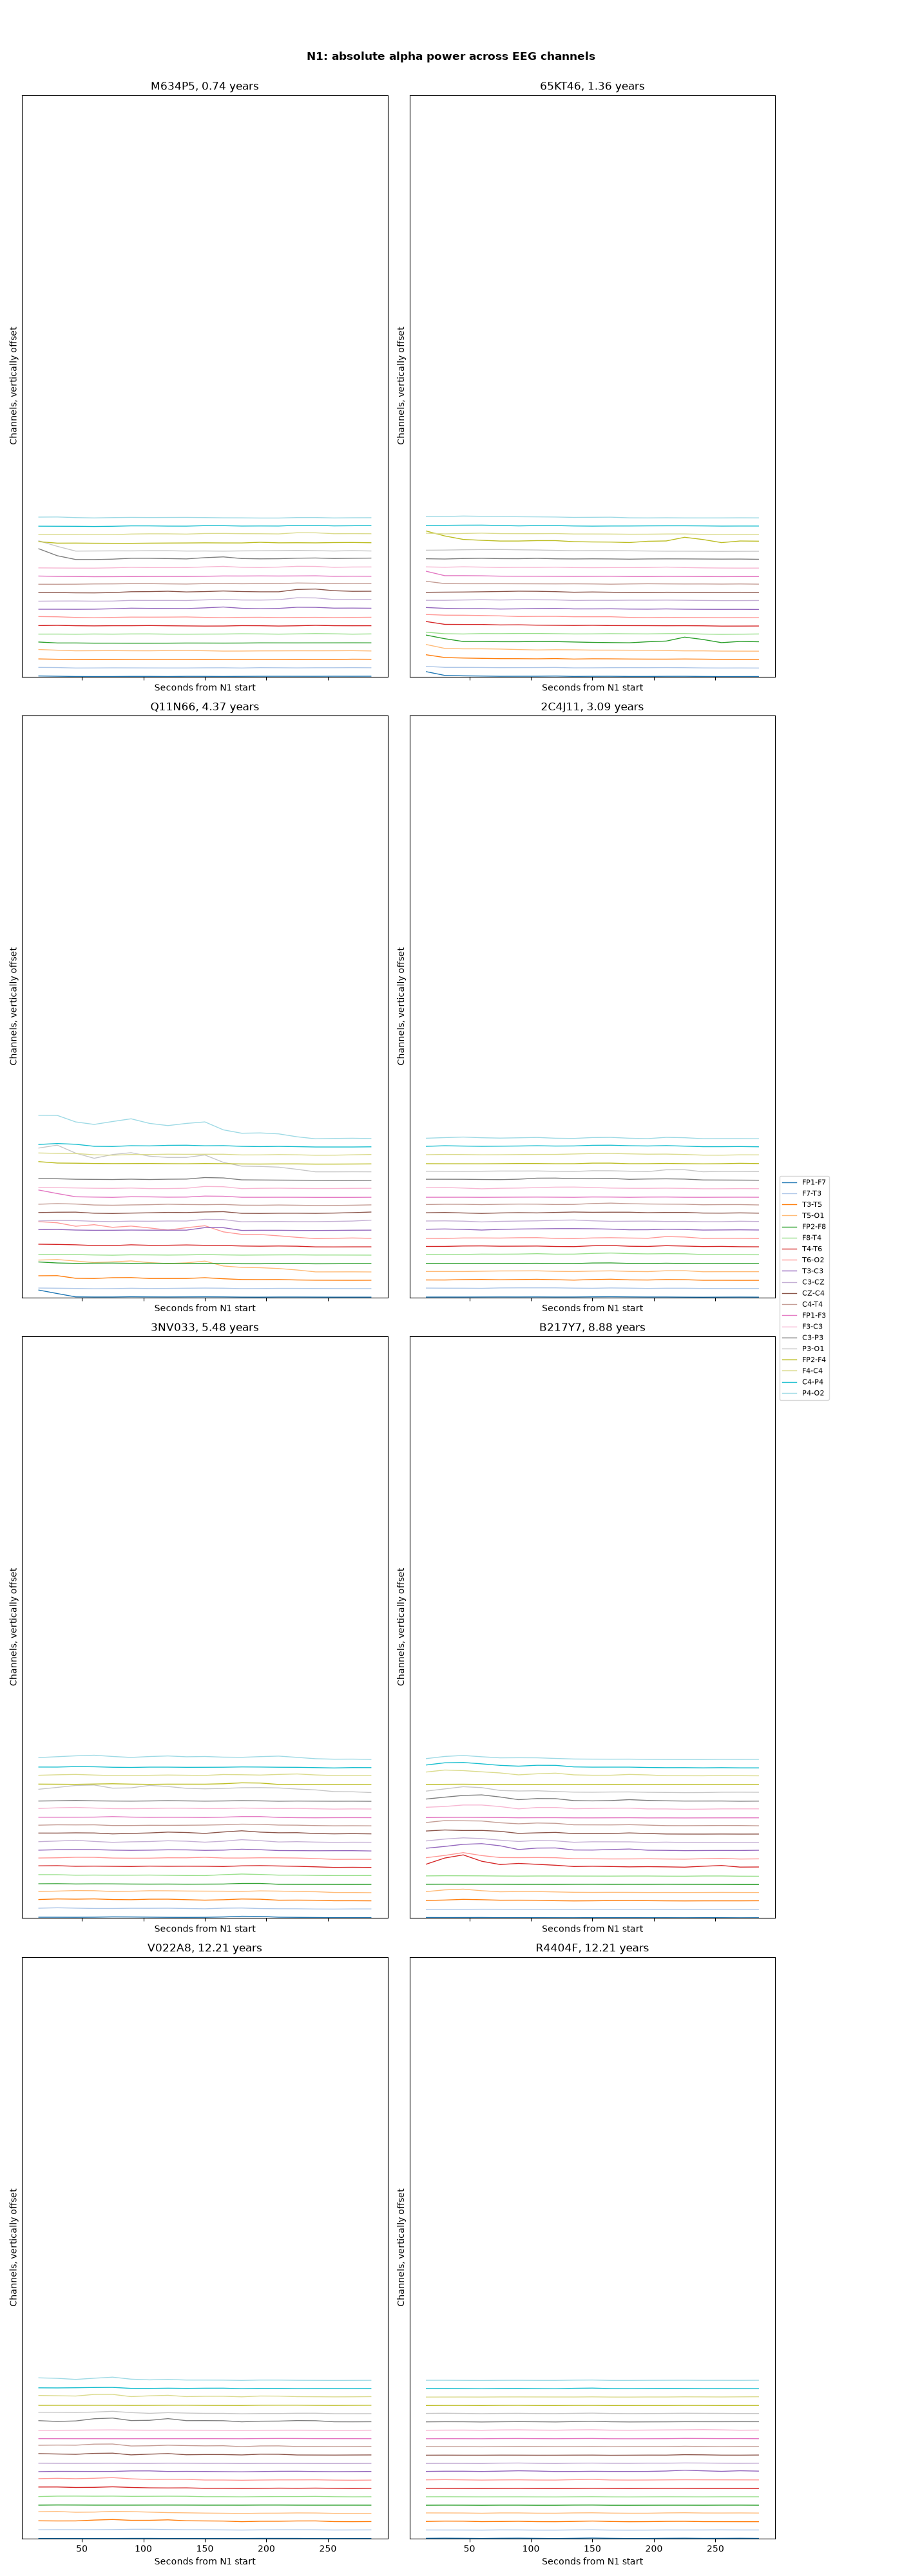 N1: absolute alpha power across EEG channels
M634P5, 0.74 years
Channels, vertically offset
Seconds from N1 start
65KT46, 1.36 years
Channels, vertically offset
Seconds from N1 start
Q11N66, 4.37 years
Channels, vertically offset
Seconds from N1 start
2C4J11, 3.09 years
Channels, vertically offset
Seconds from N1 start
FP1-F7
F7-T3
T3-T5
T5-O1
FP2-F8
F8-T4
T4-T6
T6-O2
T3-C3
C3-CZ
CZ-C4
C4-T4
FP1-F3
F3-C3
C3-P3
P3-O1
FP2-F4
F4-C4
C4-P4
P4-O2
3NV033, 5.48 years
Channels, vertically offset
Seconds from N1 start
B217Y7, 8.88 years
Channels, vertically offset
Seconds from N1 start
V022A8, 12.21 years
Channels, vertically offset
50 100 150 200 250
Seconds from N1 start
R4404F, 12.21 years
Channels, vertically offset
50 100 150 200 250
Seconds from N1 start